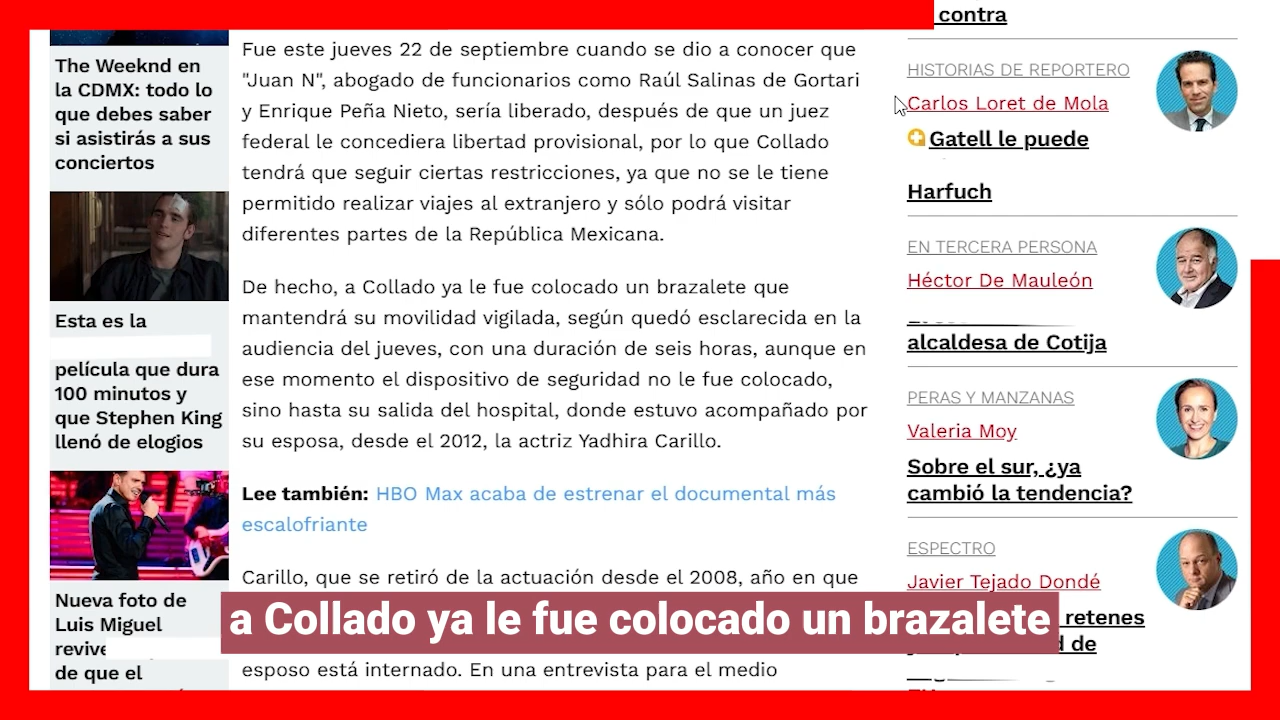 The Weeknd en
la CDMX: todo lo
que debes saber
si asistirás a sus
conciertos
Esta es la
película que dura
100 minutos y
que Stephen King
llenó de elogios
Nueva foto de
Luis Miguel
revive
de que el
Fue este jueves 22 de septiembre cuando se dio a conocer que
"Juan N", abogado de funcionarios como Raúl Salinas de Gortari
y Enrique Peña Nieto, sería liberado, después de que un juez
federal le concediera libertad provisional, por lo que Collado
tendrá que seguir ciertas restricciones, ya que no se le tiene
permitido realizar viajes al extranjero y sólo podrá visitar
diferentes partes de la República Mexicana.
De hecho, a Collado ya le fue colocado un brazalete que
mantendrá su movilidad vigilada, según quedó esclarecida en la
audiencia del jueves, con una duración de seis horas, aunque en
ese momento el dispositivo de seguridad no le fue colocado,
sino hasta su salida del hospital, donde estuvo acompañado por
su esposa, desde el 2012, la actriz Yadhira Carillo.
Lee también: HBO Max acaba de estrenar el documental más
escalofriante
Carillo, que se retiró de la actuación desde el 2008, año en que
a Collado ya le fue colocado un brazalete
esposo está internado. En una entrevista para el medio
contra
HISTORIAS DE REPORTERO
Carlos Loret de Mola
Gatell le puede
Harfuch
EN TERCERA PERSONA
Héctor De Mauleón
alcaldesa de Cotija
PERAS Y MANZANAS
Valeria Moy
Sobre el sur, ¿ya
cambió la tendencia?
ESPECTRO
Javier Tejado Dondé
retenes
de